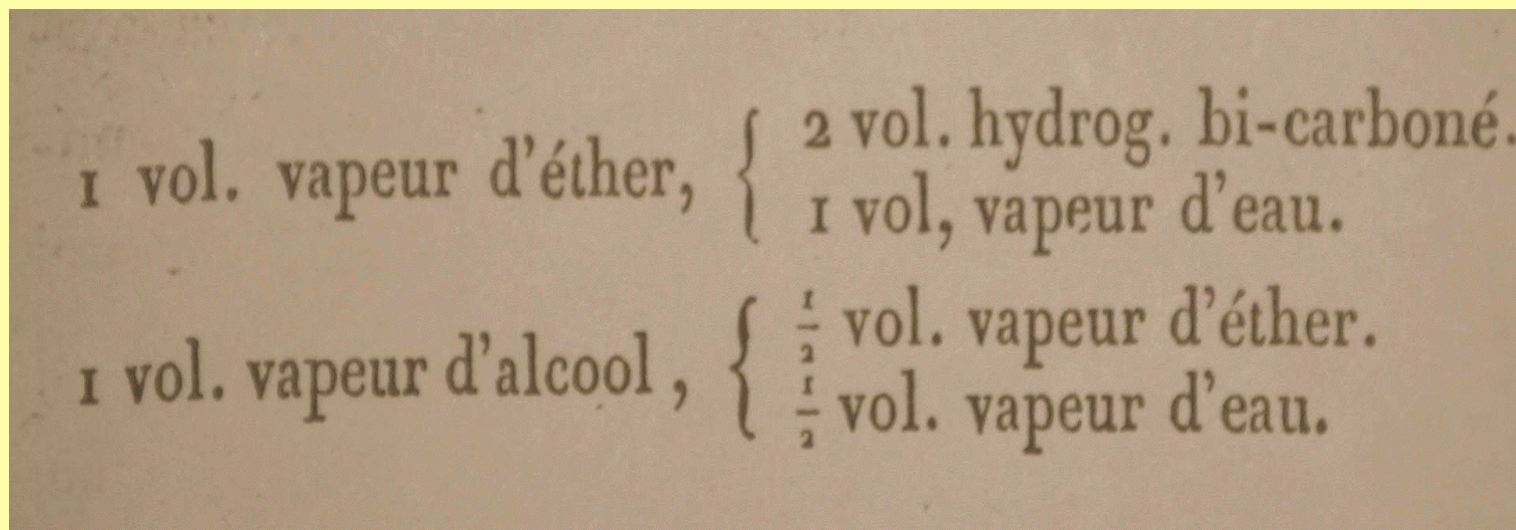 1 vol. vapeur d'éther, { 2 vol. hydrog. bi-carboné.
1 vol, vapeur d'eau.
1 vol. vapeur d'alcool, { 1/2 vol. vapeur d'éther.
1/2 vol. vapeur d'eau.